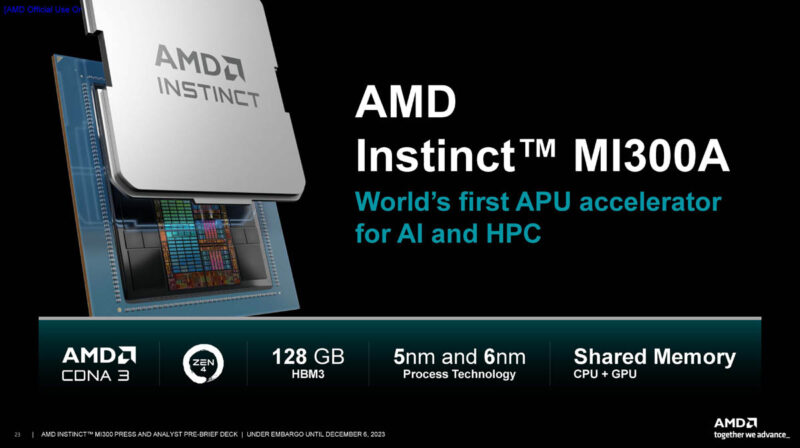 [AMD Official Use On
AMD
INSTINCT
AMD
Instinct™ MI300A
World's first APU accelerator
for AI and HPC
AMD
CDNA 3
ZEN
4
128 GB
HBM3
5nm and 6nm
Process Technology
Shared Memory
CPU + GPU
23 | AMD INSTINCT™ MI300 PRESS AND ANALYST PRE-BRIEF DECK | UNDER EMBARGO UNTIL DECEMBER 6, 2023
AMD
together we advance_